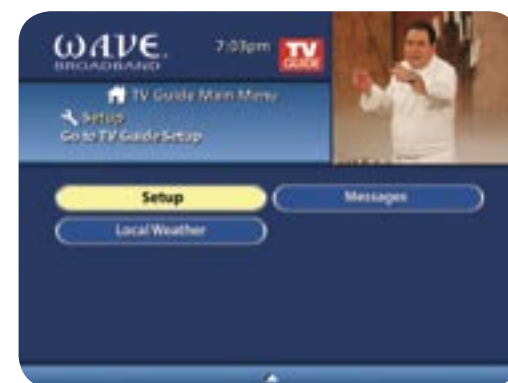 WAVE
BROADBAND
7:03pm
TV
GUIDE
TV Guide Main Menu
Setup
Go to TV Guide Setup
Setup
Messages
Local Weather